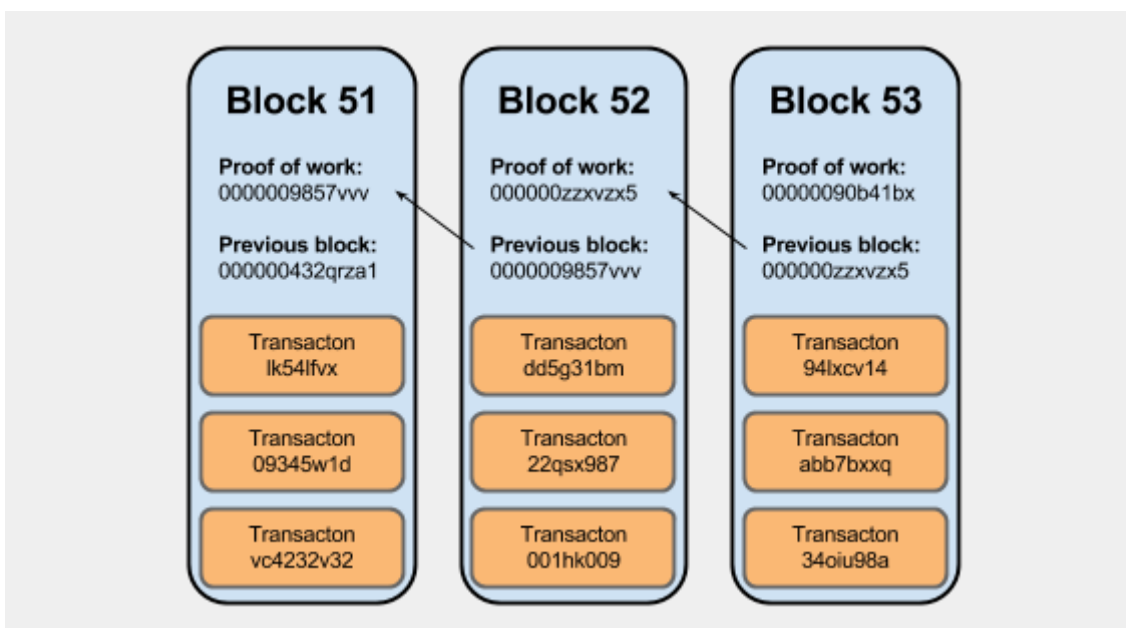 Block 51
Proof of work:
0000009857vvv
Previous block:
000000432qrza1
Transacton
lk54lfvx
Transacton
09345w1d
Transacton
vc4232v32
Block 52
Proof of work:
000000zzxvzx5
Previous block:
0000009857vvv
Transacton
dd5g31bm
Transacton
22qsx987
Transacton
001hk009
Block 53
Proof of work:
00000090b41bx
Previous block:
000000zzxvzx5
Transacton
94lxcv14
Transacton
abb7bxxq
Transacton
34oiu98a